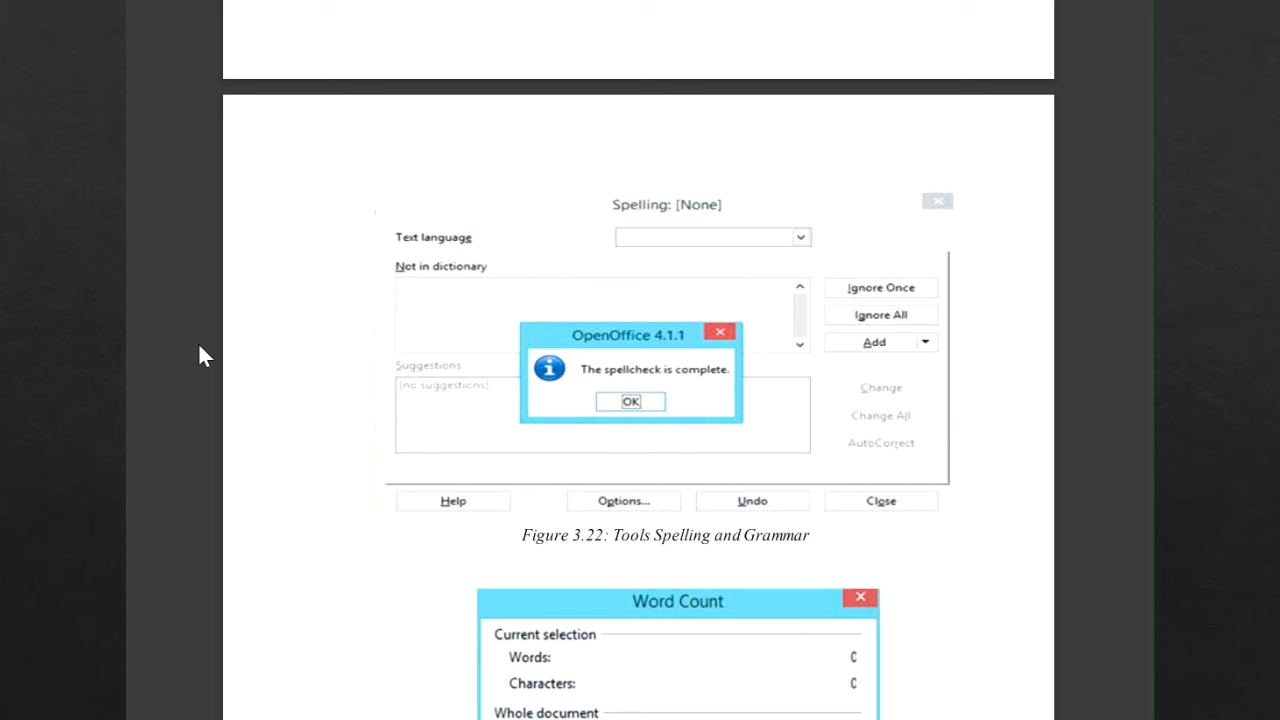 Spelling: [None]
Text language
Not in dictionary
Ignore Once
Ignore All
OpenOffice 4.1.1
Add
Suggestions
The spellcheck is complete.
(no suggestions)
Change
OK
Change All
AutoCorrect
Help
Options...
Undo
Close
Figure 3.22: Tools Spelling and Grammar
Word Count
Current selection
Words: 0
Characters: 0
Whole document